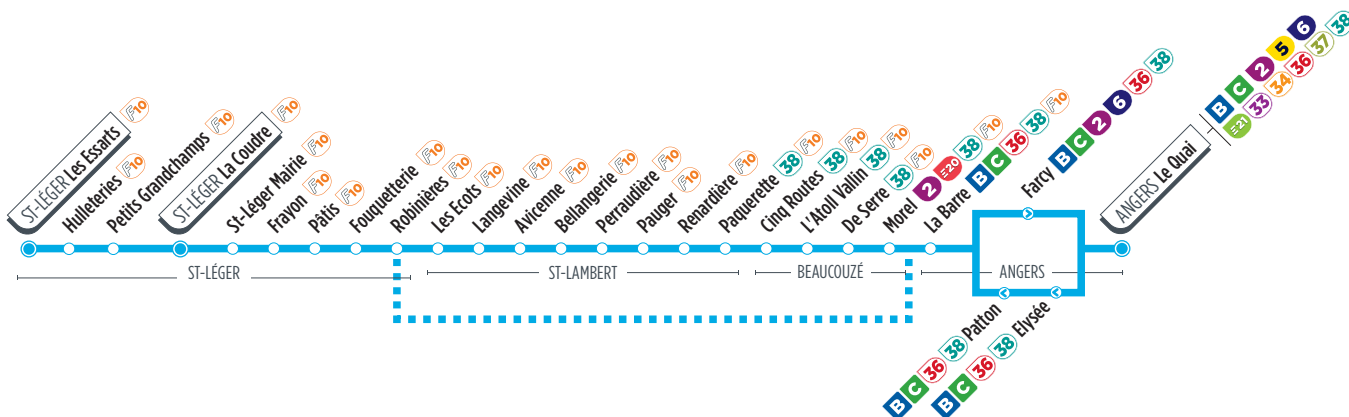 ST-LÉGER Les Essarts F10
Hulleteries F10
Petits Grandchamps F10
ST-LÉGER La Coudre F10
St-Léger Mairie F10
Frayon F10
Pâtis F10
Fouquetterie F10
Robinières F10
Les Ecots F10
Langevine F10
Avicenne F10
Bellangerie F10
Perraudière F10
Pauger F10
Renardière F10
Paquerette 38 F10
Cinq Routes 38 F10
L'Atoll Vallin 38 F10
De Serre 38 F10
Morel 2 E20 38 F10
La Barre B C 36 38 F10
Farcy B C 2 6 36 38
ANGERS Le Quai
B C 2 5 6
E21 33 34 36 37 38
ST-LÉGER
ST-LAMBERT
BEAUCOUZÉ
ANGERS
B C 36 38 Patton
B C 36 38 Elysée